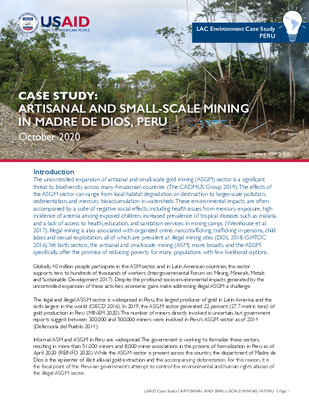 USAID
FROM THE AMERICAN PEOPLE
LAC Environment Case Study
PERU
CASE STUDY:
ARTISANAL AND SMALL-SCALE MINING
IN MADRE DE DIOS, PERU
October 2020
Introduction
The uncontrolled expansion of artisanal and small-scale gold mining (ASGM) sector is a significant
threat to biodiversity across many Amazonian countries (The CADMUS Group 2019). The effects of
the ASGM sector can range from local habitat degradation or destruction to larger-scale pollution,
sedimentation, and mercury bioaccumulation in watersheds. These environmental impacts are often
accompanied by a suite of negative social effects, including health issues from mercury exposure, high
incidence of anemia among exposed children, increased prevalence of tropical diseases such as malaria,
and a lack of access to health, education, and sanitation services in mining camps (Weinhouse et al.
2017). Illegal mining is also associated with organized crime, narcotrafficking, trafficking in persons, child
labor, and sexual exploitation, all of which are prevalent at illegal mining sites (DOL 2018; GI-TOC
2016). Yet both sectors, the artisanal and small-scale mining (ASM) more broadly and the ASGM
specifically, offer the promise of reducing poverty for many populations with few livelihood options.
Globally, 40 million people participate in the ASM sector, and in Latin American countries, the sector
supports tens to hundreds of thousands of workers (Intergovernmental Forum on Mining, Minerals, Metals
and Sustainable Development 2017). Despite the profound socio-environmental impacts generated by the
uncontrolled expansion of these activities, economic gains make addressing illegal ASGM a challenge.
The legal and illegal ASGM sector is widespread in Peru, the largest producer of gold in Latin America and the
sixth-largest in the world (OECD 2016). In 2019, the ASGM sector generated 22 percent (27.7 metric tons) of
gold production in Peru (MINEM 2020). The number of miners directly involved is uncertain, but government
reports suggest between 300,000 and 500,000 miners were involved in Peru's ASGM sector as of 2014
(Defensoría del Pueblo 2014).
Informal ASM and ASGM in Peru are widespread. The government is working to formalize these sectors,
resulting in more than 51,000 miners and 8,000 miner associations in the process of formalization in Peru as of
April 2020 (REINFO 2020). While the ASGM sector is present across the country, the department of Madre de
Dios is the epicenter of illicit alluvial gold extraction and the accompanying deforestation. For this reason, it is
the focal point of the Peruvian government's attempt to control the environmental and human rights abuses of
the illegal ASGM sector.
USAID Case Study | ARTISANAL AND SMALL-SCALE MINING IN PERU | Page 1